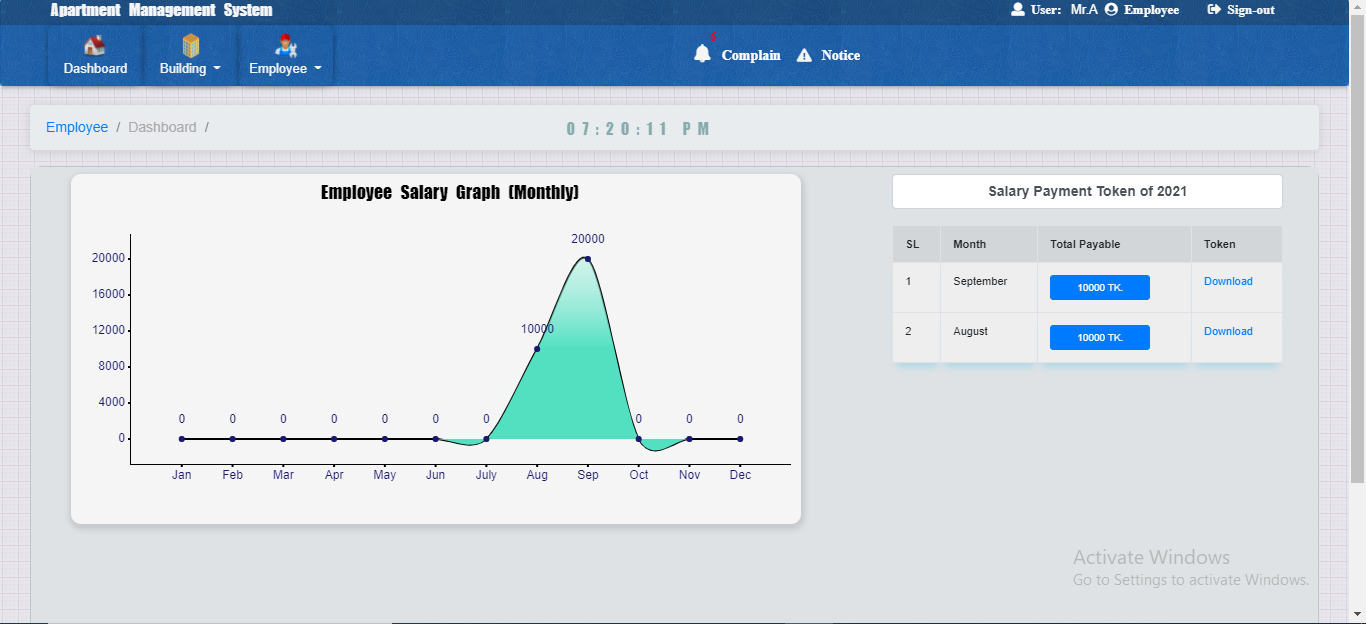 Apartment Management System
User: Mr.A Employee Sign-out
Dashboard Building Employee
Complain Notice
Employee / Dashboard /
07:20:11 PM
Employee Salary Graph (Monthly)
20000
20000
16000
12000
10000
8000
4000
0 0 0 0 0 0 0 0 0 0
0
Jan Feb Mar Apr May Jun July Aug Sep Oct Nov Dec
Salary Payment Token of 2021
SL Month Total Payable Token
1 September 10000 TK. Download
2 August 10000 TK. Download
Activate Windows
Go to Settings to activate Windows.